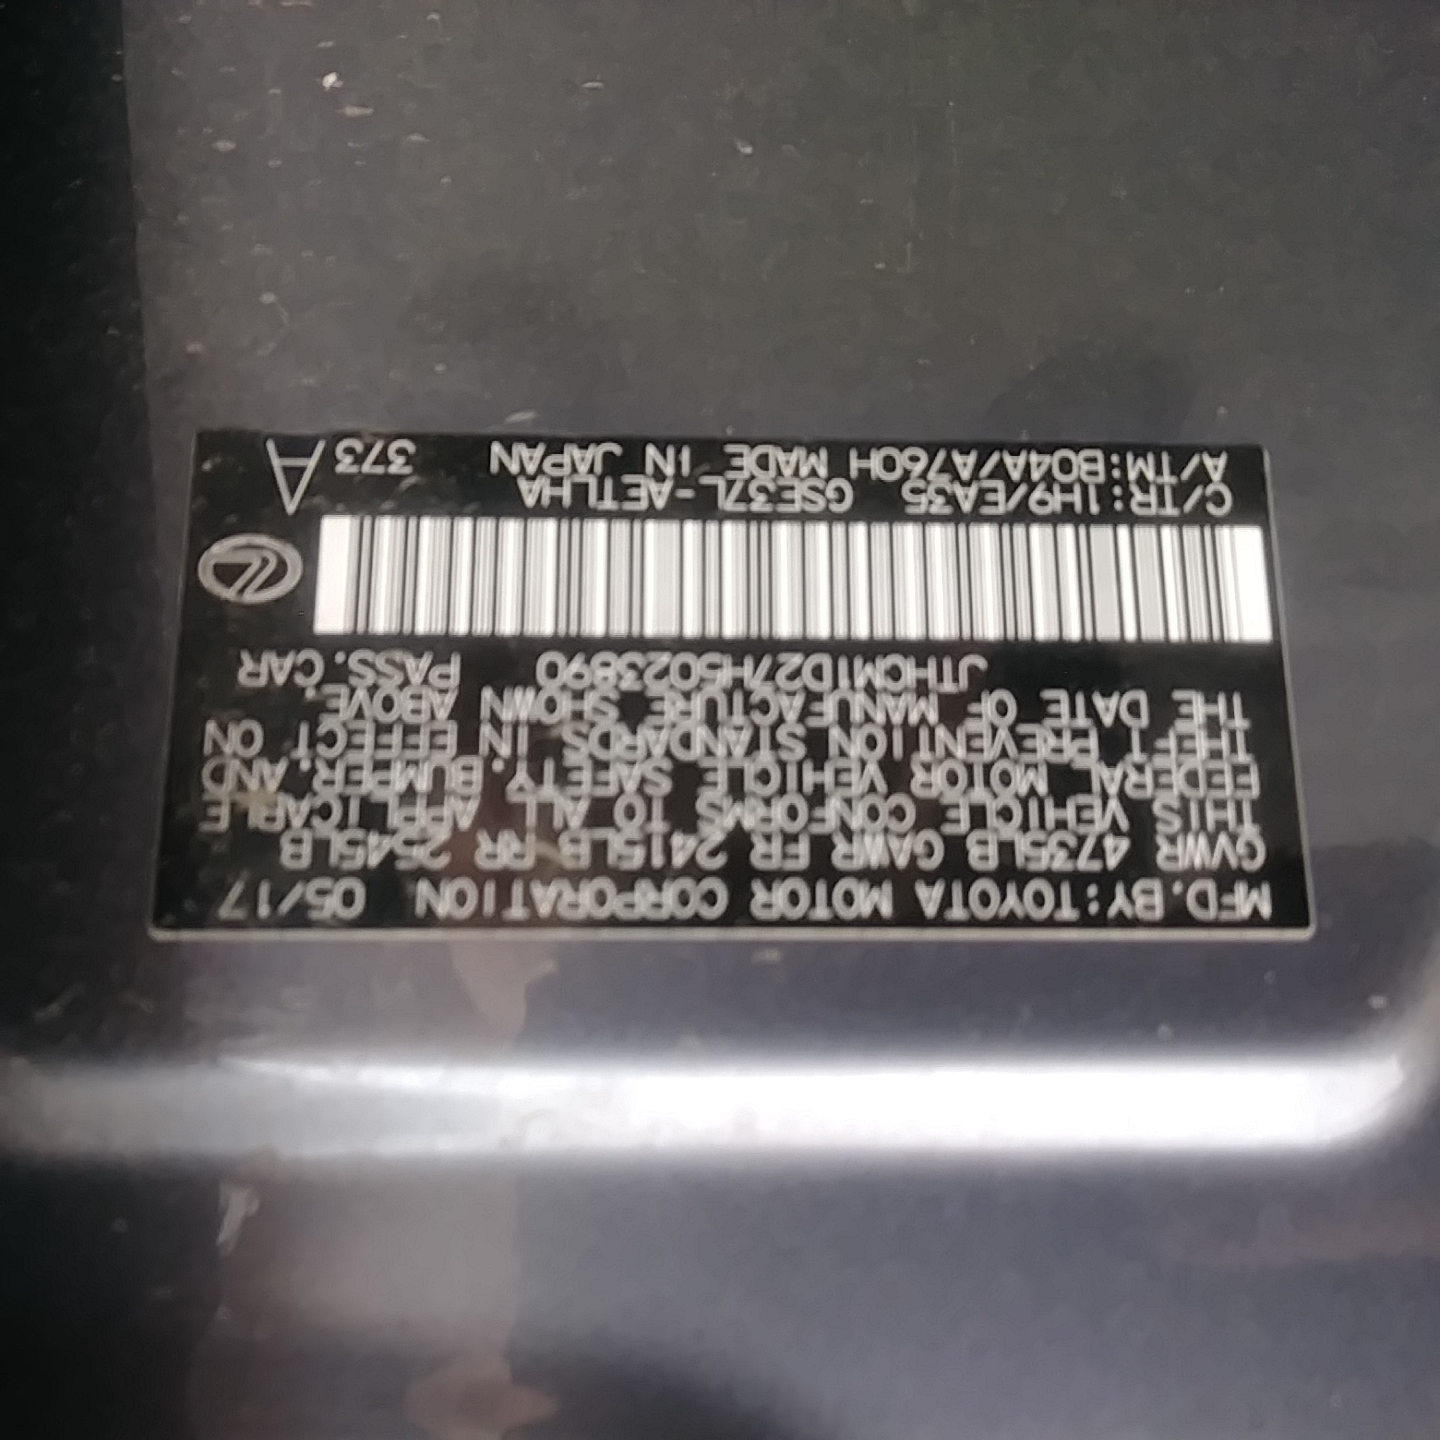 MFD.BY:TOYOTA MOTOR CORPORATION 05/17
GVWR 4735LB GAWR FR 2415LB RR 2545LB
THIS VEHICLE CONFORMS TO ALL APPLICABLE
FEDERAL MOTOR VEHICLE SAFETY, BUMPER, AND
THEFT PREVENTION STANDARDS IN EFFECT ON
THE DATE OF MANUFACTURE SHOWN ABOVE.
JTHCM1D27H5023890 PASS. CAR
C/TR:1H9/EA35 GSE37L-AETLHA
A/TM:B04A/A760H MADE IN JAPAN 373 A